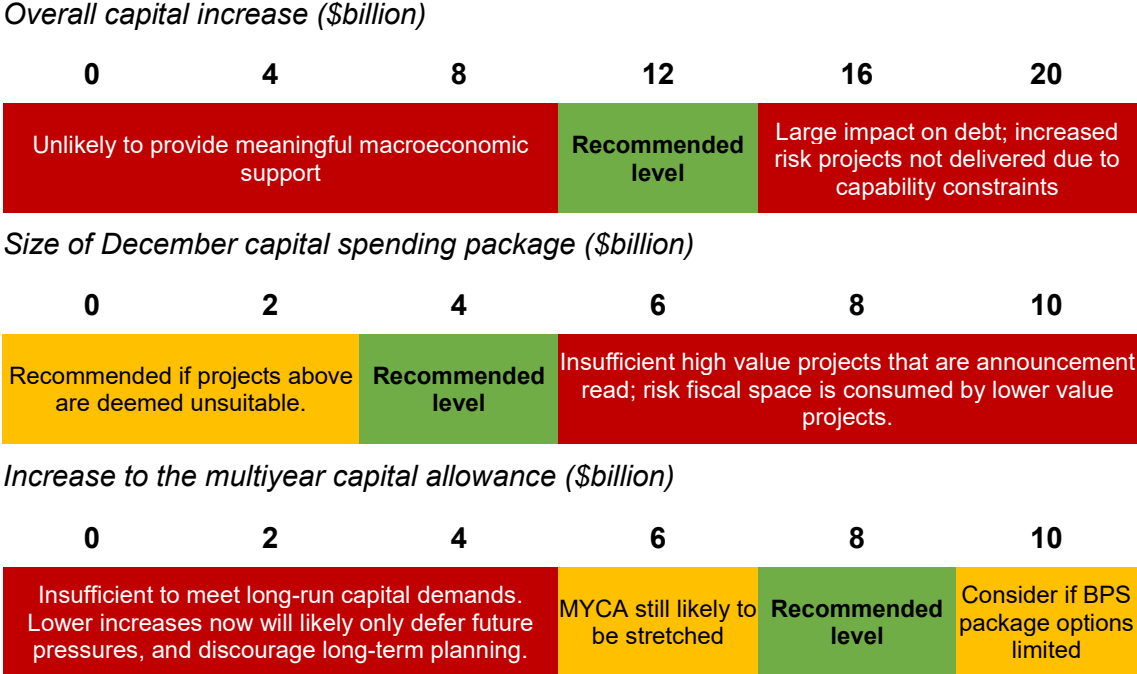 Overall capital increase ($billion)
0 4 8 12 16 20
Unlikely to provide meaningful macroeconomic
support
Recommended
level
Large impact on debt; increased
risk projects not delivered due to
capability constraints
Size of December capital spending package ($billion)
0 2 4 6 8 10
Recommended if projects above
are deemed unsuitable.
Recommended
level
Insufficient high value projects that are announcement
read; risk fiscal space is consumed by lower value
projects.
Increase to the multiyear capital allowance ($billion)
0 2 4 6 8 10
Insufficient to meet long-run capital demands.
Lower increases now will likely only defer future
pressures, and discourage long-term planning.
MYCA still likely to
be stretched
Recommended
level
Consider if BPS
package options
limited